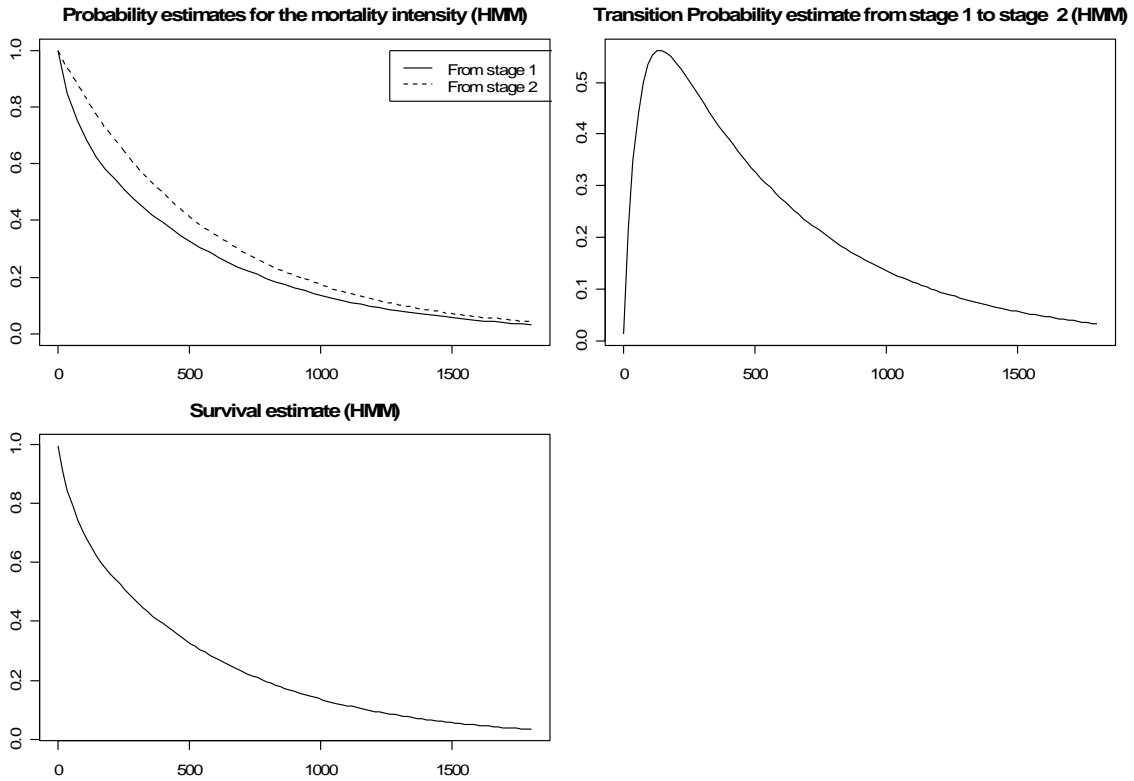 Probability estimates for the mortality intensity (HMM)
From stage 1
From stage 2
1.0
0.8
0.6
0.4
0.2
0.0
0 500 1000 1500
Transition Probability estimate from stage 1 to stage 2 (HMM)
0.5
0.4
0.3
0.2
0.1
0.0
0 500 1000 1500
Survival estimate (HMM)
1.0
0.8
0.6
0.4
0.2
0.0
0 500 1000 1500